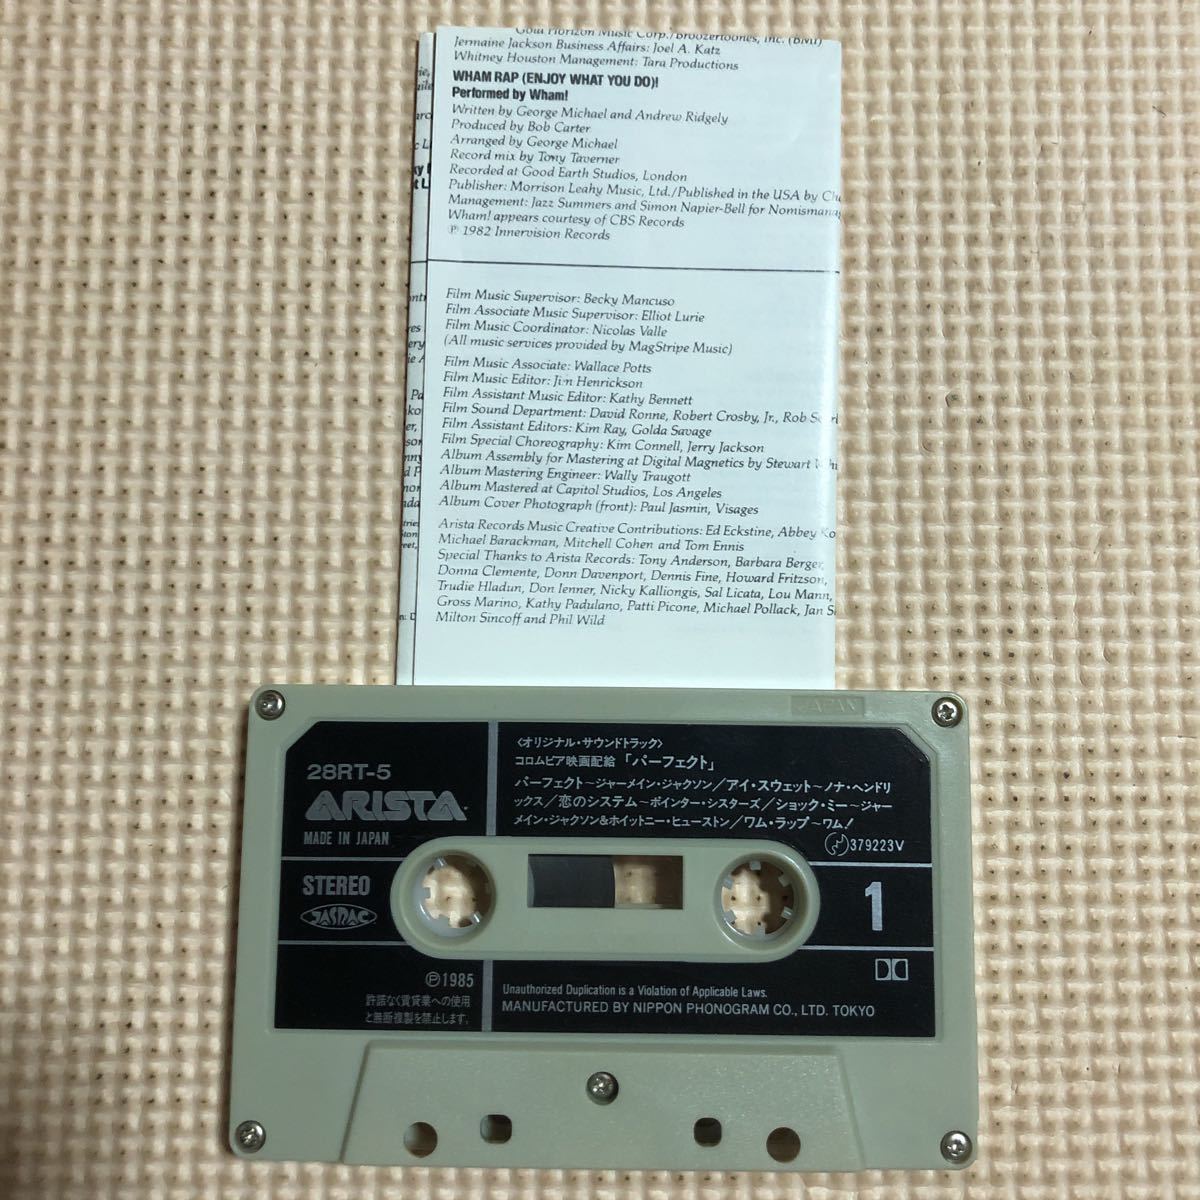 Gold Horizon Music Corp./Broozertoones, Inc. (BMI)
Jermaine Jackson Business Affairs: Joel A. Katz
Whitney Houston Management: Tara Productions
WHAM RAP (ENJOY WHAT YOU DO)!
Performed by Wham!
Written by George Michael and Andrew Ridgely
Produced by Bob Carter
Arranged by George Michael
Record mix by Tony Taverner
Recorded at Good Earth Studios, London
Publisher: Morrison Leahy Music, Ltd./Published in the USA by
Management: Jazz Summers and Simon Napier-Bell for
Wham! appears courtesy of CBS Records
℗ 1982 Innervision Records
Film Music Supervisor: Becky Mancuso
Film Associate Music Supervisor: Elliot Lurie
Film Music Coordinator: Nicolas Valle
(All music services provided by MagStripe Music)
Film Music Associate: Wallace Potts
Film Music Editor: Jim Henrickson
Film Assistant Music Editor: Kathy Bennett
Film Sound Department: David Ronne, Robert Crosby, Jr., Rob
Film Assistant Editors: Kim Ray, Golda Savage
Film Special Choreography: Kim Connell, Jerry Jackson
Album Assembly for Mastering at Digital Magnetics by Stewart
Album Mastering Engineer: Wally Traugott
Album Mastered at Capitol Studios, Los Angeles
Album Cover Photograph (front): Paul Jasmin, Visages
Arista Records Music Creative Contributions: Ed Eckstine, Abbey
Michael Barackman, Mitchell Cohen and Tom Ennis
Special Thanks to Arista Records: Tony Anderson, Barbara Berger,
Donna Clemente, Donn Davenport, Dennis Fine, Howard Fritzson,
Trudie Hladun, Don Ienner, Nicky Kalliongis, Sal Licata, Lou Mann,
Gross Marino, Kathy Padulano, Patti Picone, Michael Pollack, Jan
Milton Sincoff and Phil Wild
JAPAN
28RT-5
ARISTA
MADE IN JAPAN
〈オリジナル・サウンドトラック〉
コロムビア映画配給「パーフェクト」
パーフェクト～ジャーメイン・ジャクソン／アイ・スウェット～ノナ・ヘンドリ
ックス／恋のシステム～ポインター・シスターズ／ショック・ミー～ジャー
メイン・ジャクソン&ホイットニー・ヒューストン／ワム・ラップ～ワム！
379223V
STEREO
JASRAC
1
℗1985
許諾なく賃貸業への使用
と無断複製を禁止します。
Unauthorized Duplication is a Violation of Applicable Laws.
MANUFACTURED BY NIPPON PHONOGRAM CO., LTD. TOKYO